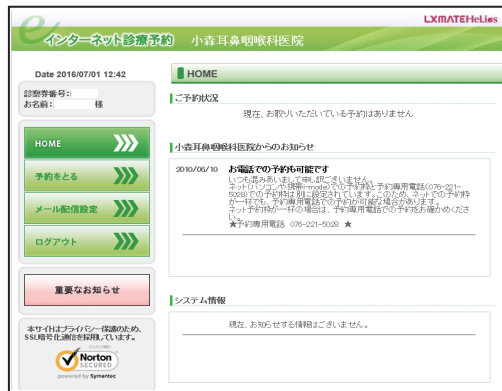 LXMATEHeLiøs
インターネット診療予約 小森耳鼻咽喉科医院
Date 2016/07/01 12:42
診察券番号:
お名前: 様
HOME
予約をとる
メール配信設定
ログアウト
重要なお知らせ
本サイトはプライバシー保護のため、
SSL暗号化通信を採用しています。
Norton
SECURED
powered by Symantec
HOME
ご予約状況
現在、お取りいただいている予約はありません
小森耳鼻咽喉科医院からのお知らせ
2010/06/10 お電話での予約も可能です
いつも混みあいまして申し訳ございません。
ネット(パソコンや携帯i-mode)での予約枠と予約専用電話(076-221-
5028)での予約枠は別に設定されています。このため、ネットでの予約枠
が一杯でも、予約専用電話での予約が可能な場合があります。
ネット予約枠が一杯の場合は、予約専用電話での予約をお確かめくださ
い。
★予約専用電話 076-221-5028 ★
システム情報
現在、お知らせする情報はございません。